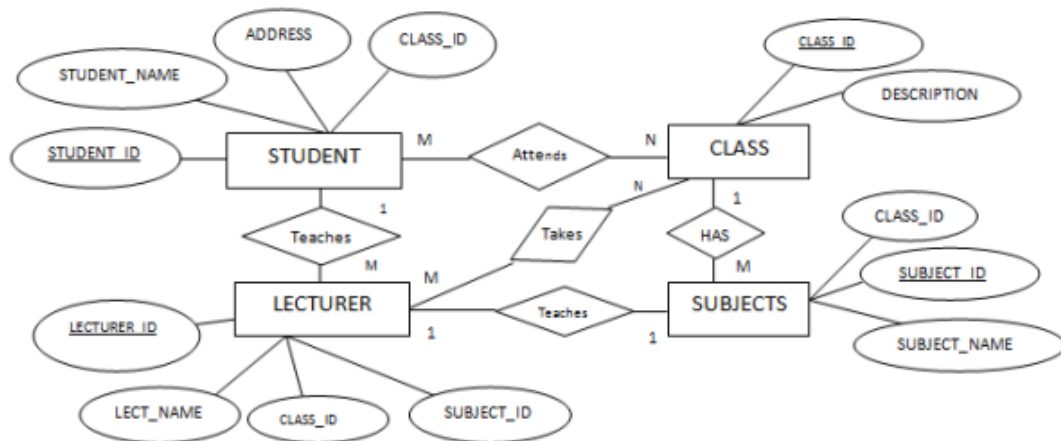 ADDRESS
CLASS_ID
CLASS_ID
STUDENT_NAME
DESCRIPTION
STUDENT_ID
STUDENT
M
Attends
N
CLASS
N
1
1
Teaches
Takes
HAS
CLASS_ID
M
M
M
SUBJECT_ID
LECTURER
SUBJECTS
LECTURER_ID
1
Teaches
1
SUBJECT_NAME
LECT_NAME
CLASS_ID
SUBJECT_ID